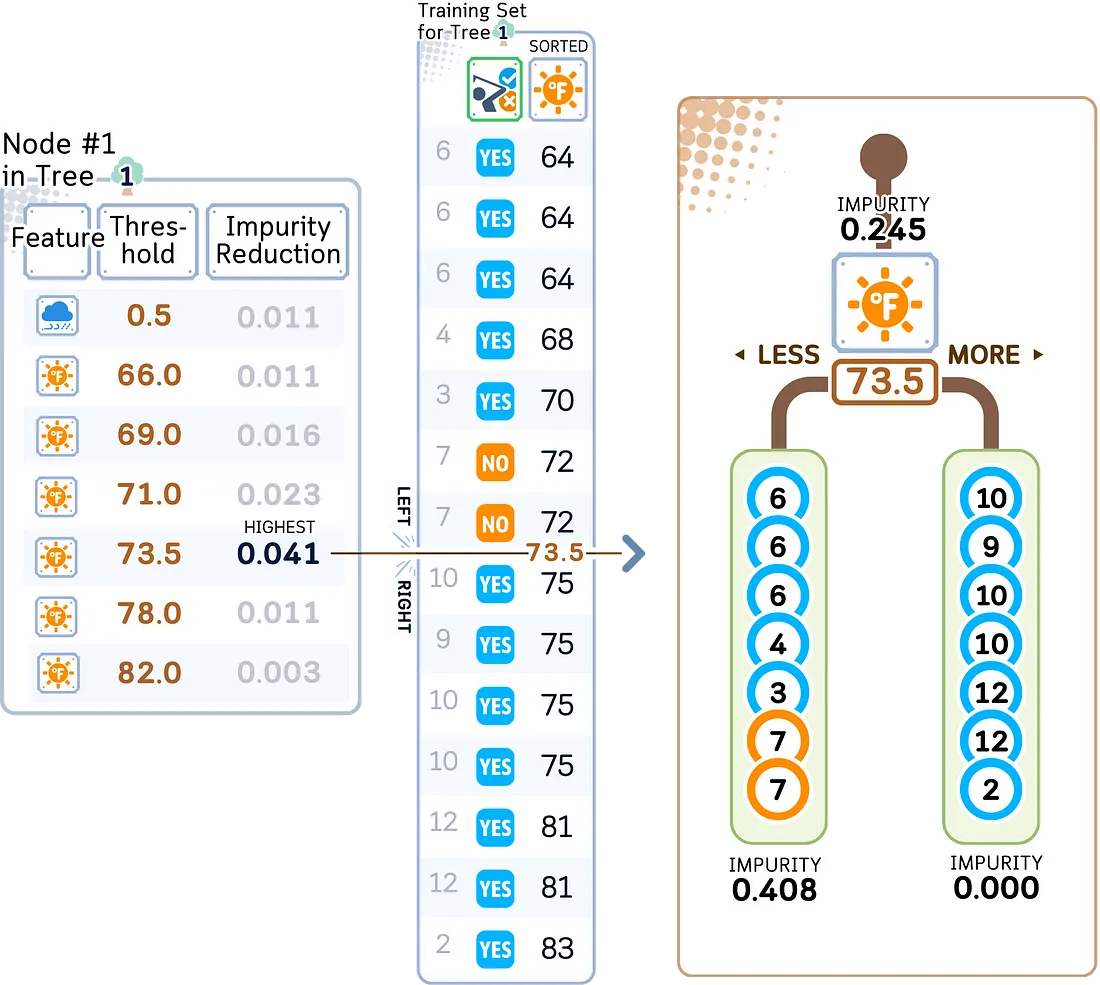 Training Set
for Tree 1
SORTED
°F
6 YES 64
6 YES 64
6 YES 64
4 YES 68
3 YES 70
7 NO 72
7 NO 72
LEFT
73.5
RIGHT
10 YES 75
9 YES 75
10 YES 75
10 YES 75
12 YES 81
12 YES 81
2 YES 83
Node #1
in Tree 1
Feature
Thres-
hold
Impurity
Reduction
0.5 0.011
°F 66.0 0.011
°F 69.0 0.016
°F 71.0 0.023
HIGHEST
°F 73.5 0.041
°F 78.0 0.011
°F 82.0 0.003
IMPURITY
0.245
°F
◂ LESS MORE ▸
73.5
6 10
6 9
6 10
4 10
3 12
7 12
7 2
IMPURITY IMPURITY
0.408 0.000